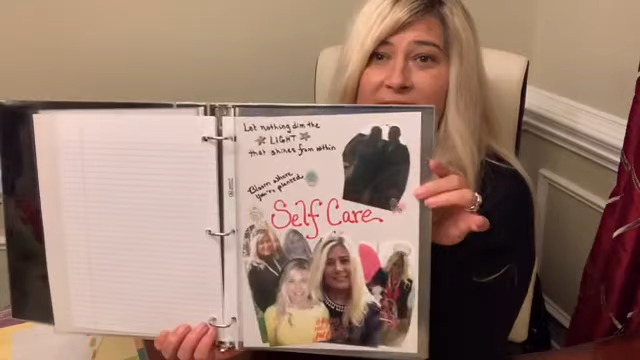 Let nothing dim the
LIGHT
that shines from within
Bloom where
you're planted
Self Care